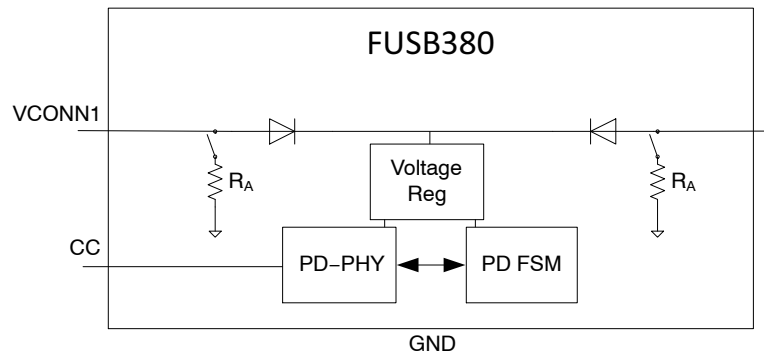 FUSB380
VCONN1
Voltage
Reg
RA
RA
CC
PD−PHY
PD FSM
GND